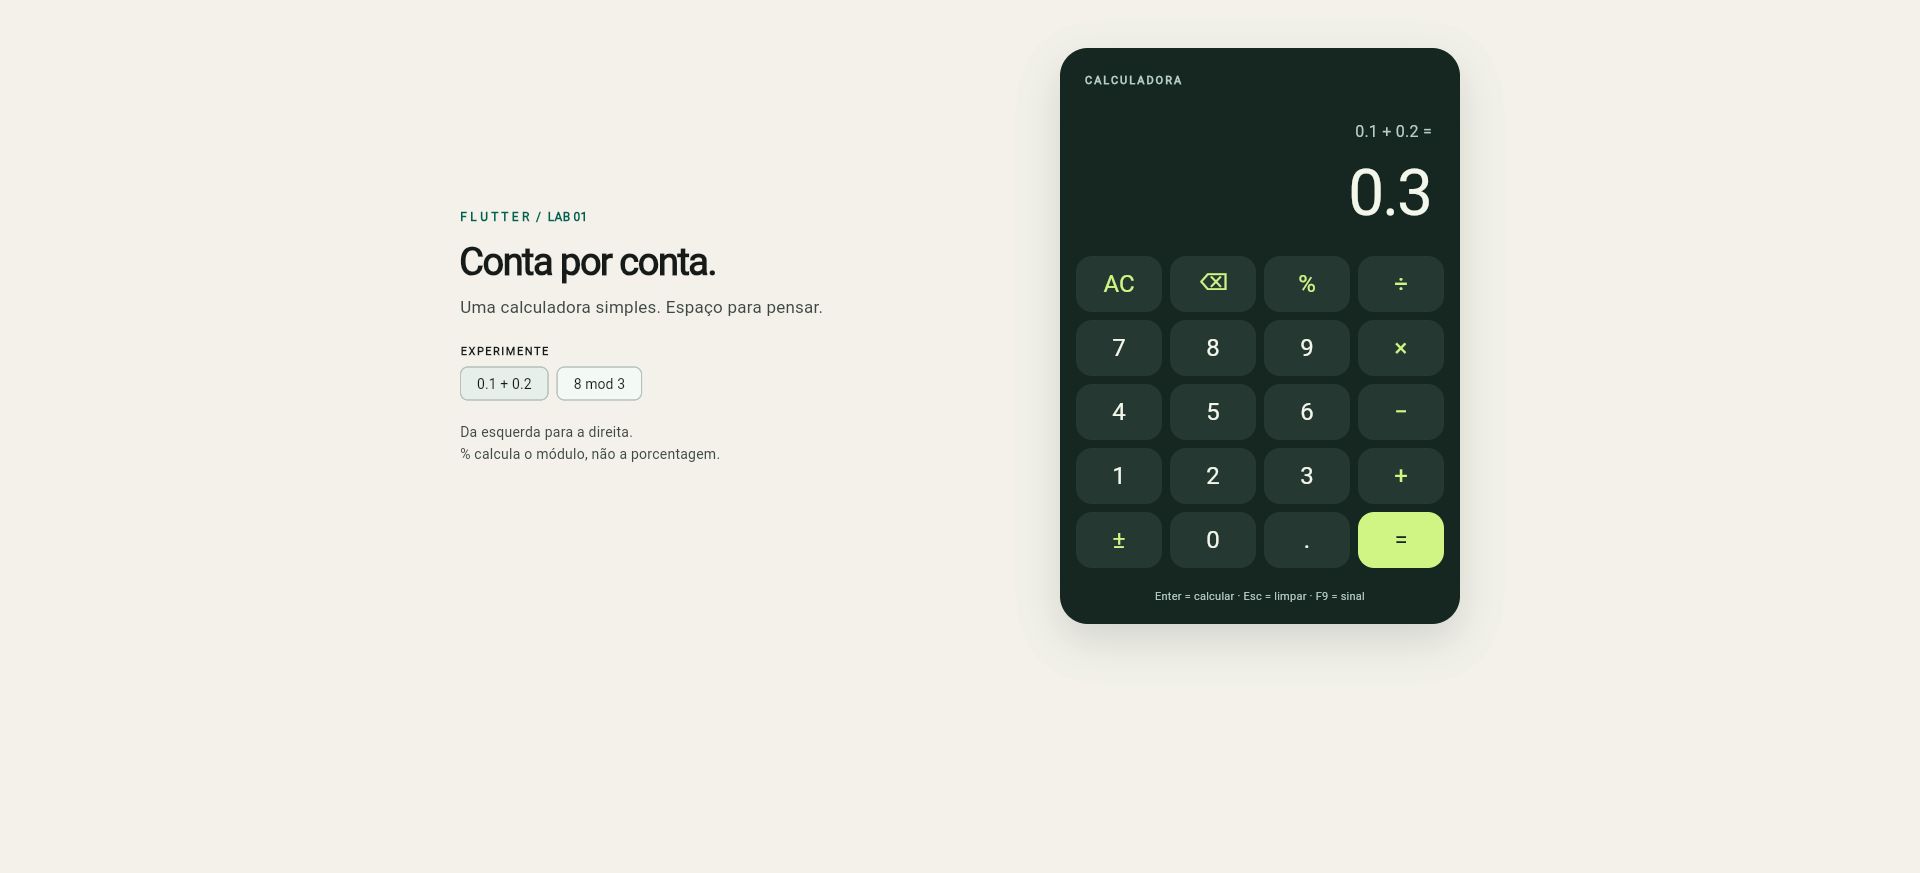 FLUTTER / LAB 01
Conta por conta.
Uma calculadora simples. Espaço para pensar.
EXPERIMENTE
0.1 + 0.2
8 mod 3
Da esquerda para a direita.
% calcula o módulo, não a porcentagem.
CALCULADORA
0.1 + 0.2 =
0.3
AC % ÷
7 8 9 ×
4 5 6 −
1 2 3 +
± 0 . =
Enter = calcular · Esc = limpar · F9 = sinal